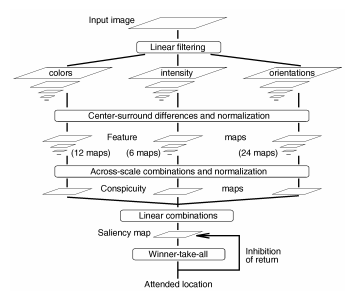 Input image
Linear filtering
colors intensity orientations
Center-surround differences and normalization
Feature maps
(12 maps) (6 maps) (24 maps)
Across-scale combinations and normalization
Conspicuity maps
Linear combinations
Saliency map
Winner-take-all
Inhibition
of return
Attended location